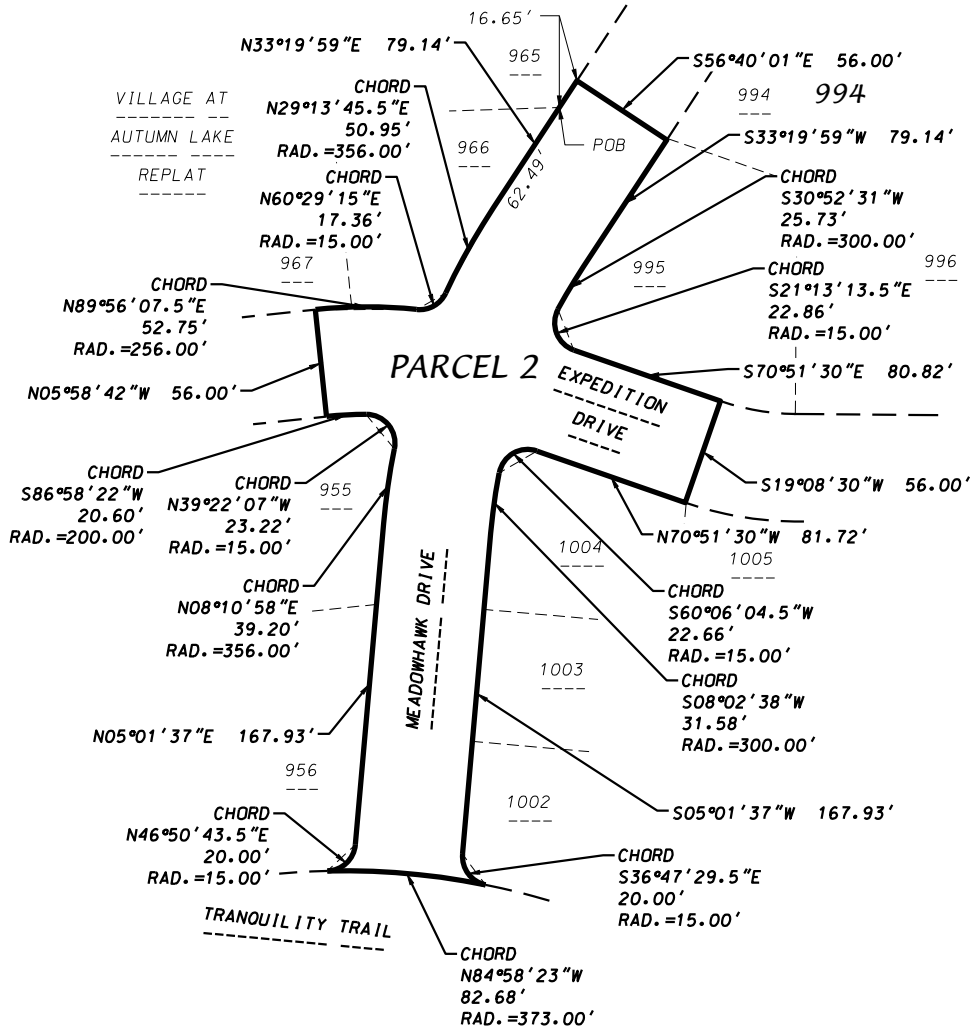 16.65'
N33°19'59"E 79.14'
965
S56°40'01"E 56.00'
VILLAGE AT
AUTUMN LAKE
REPLAT
CHORD
N29°13'45.5"E
50.95'
RAD.=356.00'
966
994
994
POB
62.49'
S33°19'59"W 79.14'
CHORD
N60°29'15"E
17.36'
RAD.=15.00'
967
CHORD
S30°52'31"W
25.73'
RAD.=300.00'
995
996
CHORD
N89°56'07.5"E
52.75'
RAD.=256.00'
CHORD
S21°13'13.5"E
22.86'
RAD.=15.00'
N05°58'42"W 56.00'
PARCEL 2
EXPEDITION
DRIVE
S70°51'30"E 80.82'
CHORD
S86°58'22"W
20.60'
RAD.=200.00'
CHORD
N39°22'07"W
23.22'
RAD.=15.00'
955
S19°08'30"W 56.00'
N70°51'30"W 81.72'
1004
1005
CHORD
N08°10'58"E
39.20'
RAD.=356.00'
MEADOWHAWK DRIVE
CHORD
S60°06'04.5"W
22.66'
RAD.=15.00'
1003
CHORD
S08°02'38"W
31.58'
RAD.=300.00'
N05°01'37"E 167.93'
956
1002
S05°01'37"W 167.93'
CHORD
N46°50'43.5"E
20.00'
RAD.=15.00'
CHORD
S36°47'29.5"E
20.00'
RAD.=15.00'
TRANQUILITY TRAIL
CHORD
N84°58'23"W
82.68'
RAD.=373.00'